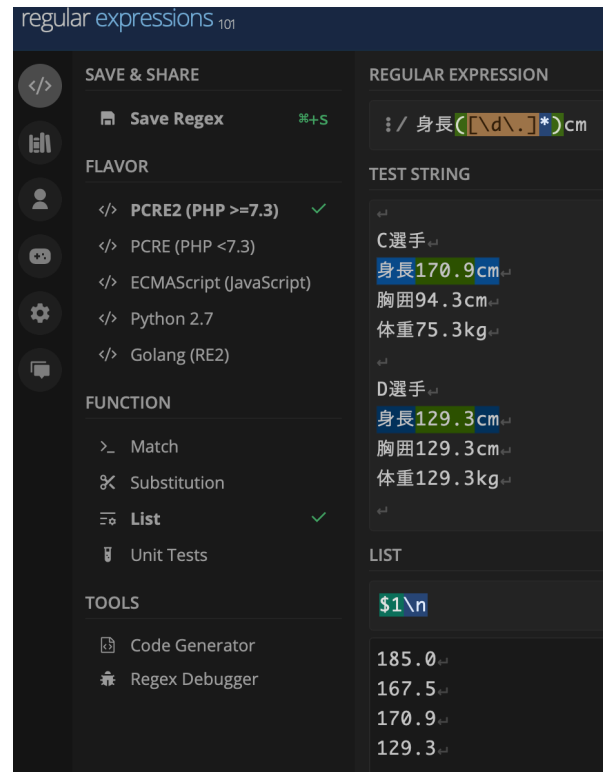 regular expressions 101
SAVE & SHARE
Save Regex ⌘+S
FLAVOR
</> PCRE2 (PHP >=7.3)
</> PCRE (PHP <7.3)
</> ECMAScript (JavaScript)
</> Python 2.7
</> Golang (RE2)
FUNCTION
Match
Substitution
List
Unit Tests
TOOLS
Code Generator
Regex Debugger
REGULAR EXPRESSION
⋮/ 身長([\d\.]*)cm
TEST STRING
↵
C選手↵
身長170.9cm↵
胸囲94.3cm↵
体重75.3kg↵
↵
D選手↵
身長129.3cm↵
胸囲129.3cm↵
体重129.3kg↵
↵
LIST
$1\n
185.0↵
167.5↵
170.9↵
129.3↵